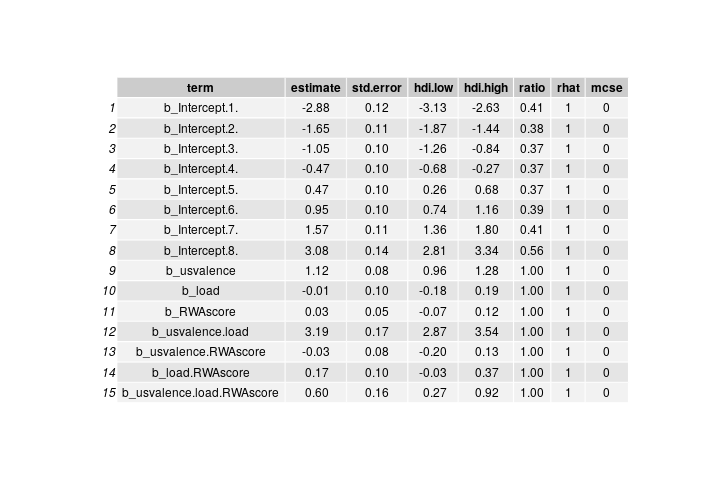 term estimate std.error hdi.low hdi.high ratio rhat mcse
1 b_Intercept.1. -2.88 0.12 -3.13 -2.63 0.41 1 0
2 b_Intercept.2. -1.65 0.11 -1.87 -1.44 0.38 1 0
3 b_Intercept.3. -1.05 0.10 -1.26 -0.84 0.37 1 0
4 b_Intercept.4. -0.47 0.10 -0.68 -0.27 0.37 1 0
5 b_Intercept.5. 0.47 0.10 0.26 0.68 0.37 1 0
6 b_Intercept.6. 0.95 0.10 0.74 1.16 0.39 1 0
7 b_Intercept.7. 1.57 0.11 1.36 1.80 0.41 1 0
8 b_Intercept.8. 3.08 0.14 2.81 3.34 0.56 1 0
9 b_usvalence 1.12 0.08 0.96 1.28 1.00 1 0
10 b_load -0.01 0.10 -0.18 0.19 1.00 1 0
11 b_RWAscore 0.03 0.05 -0.07 0.12 1.00 1 0
12 b_usvalence.load 3.19 0.17 2.87 3.54 1.00 1 0
13 b_usvalence.RWAscore -0.03 0.08 -0.20 0.13 1.00 1 0
14 b_load.RWAscore 0.17 0.10 -0.03 0.37 1.00 1 0
15 b_usvalence.load.RWAscore 0.60 0.16 0.27 0.92 1.00 1 0